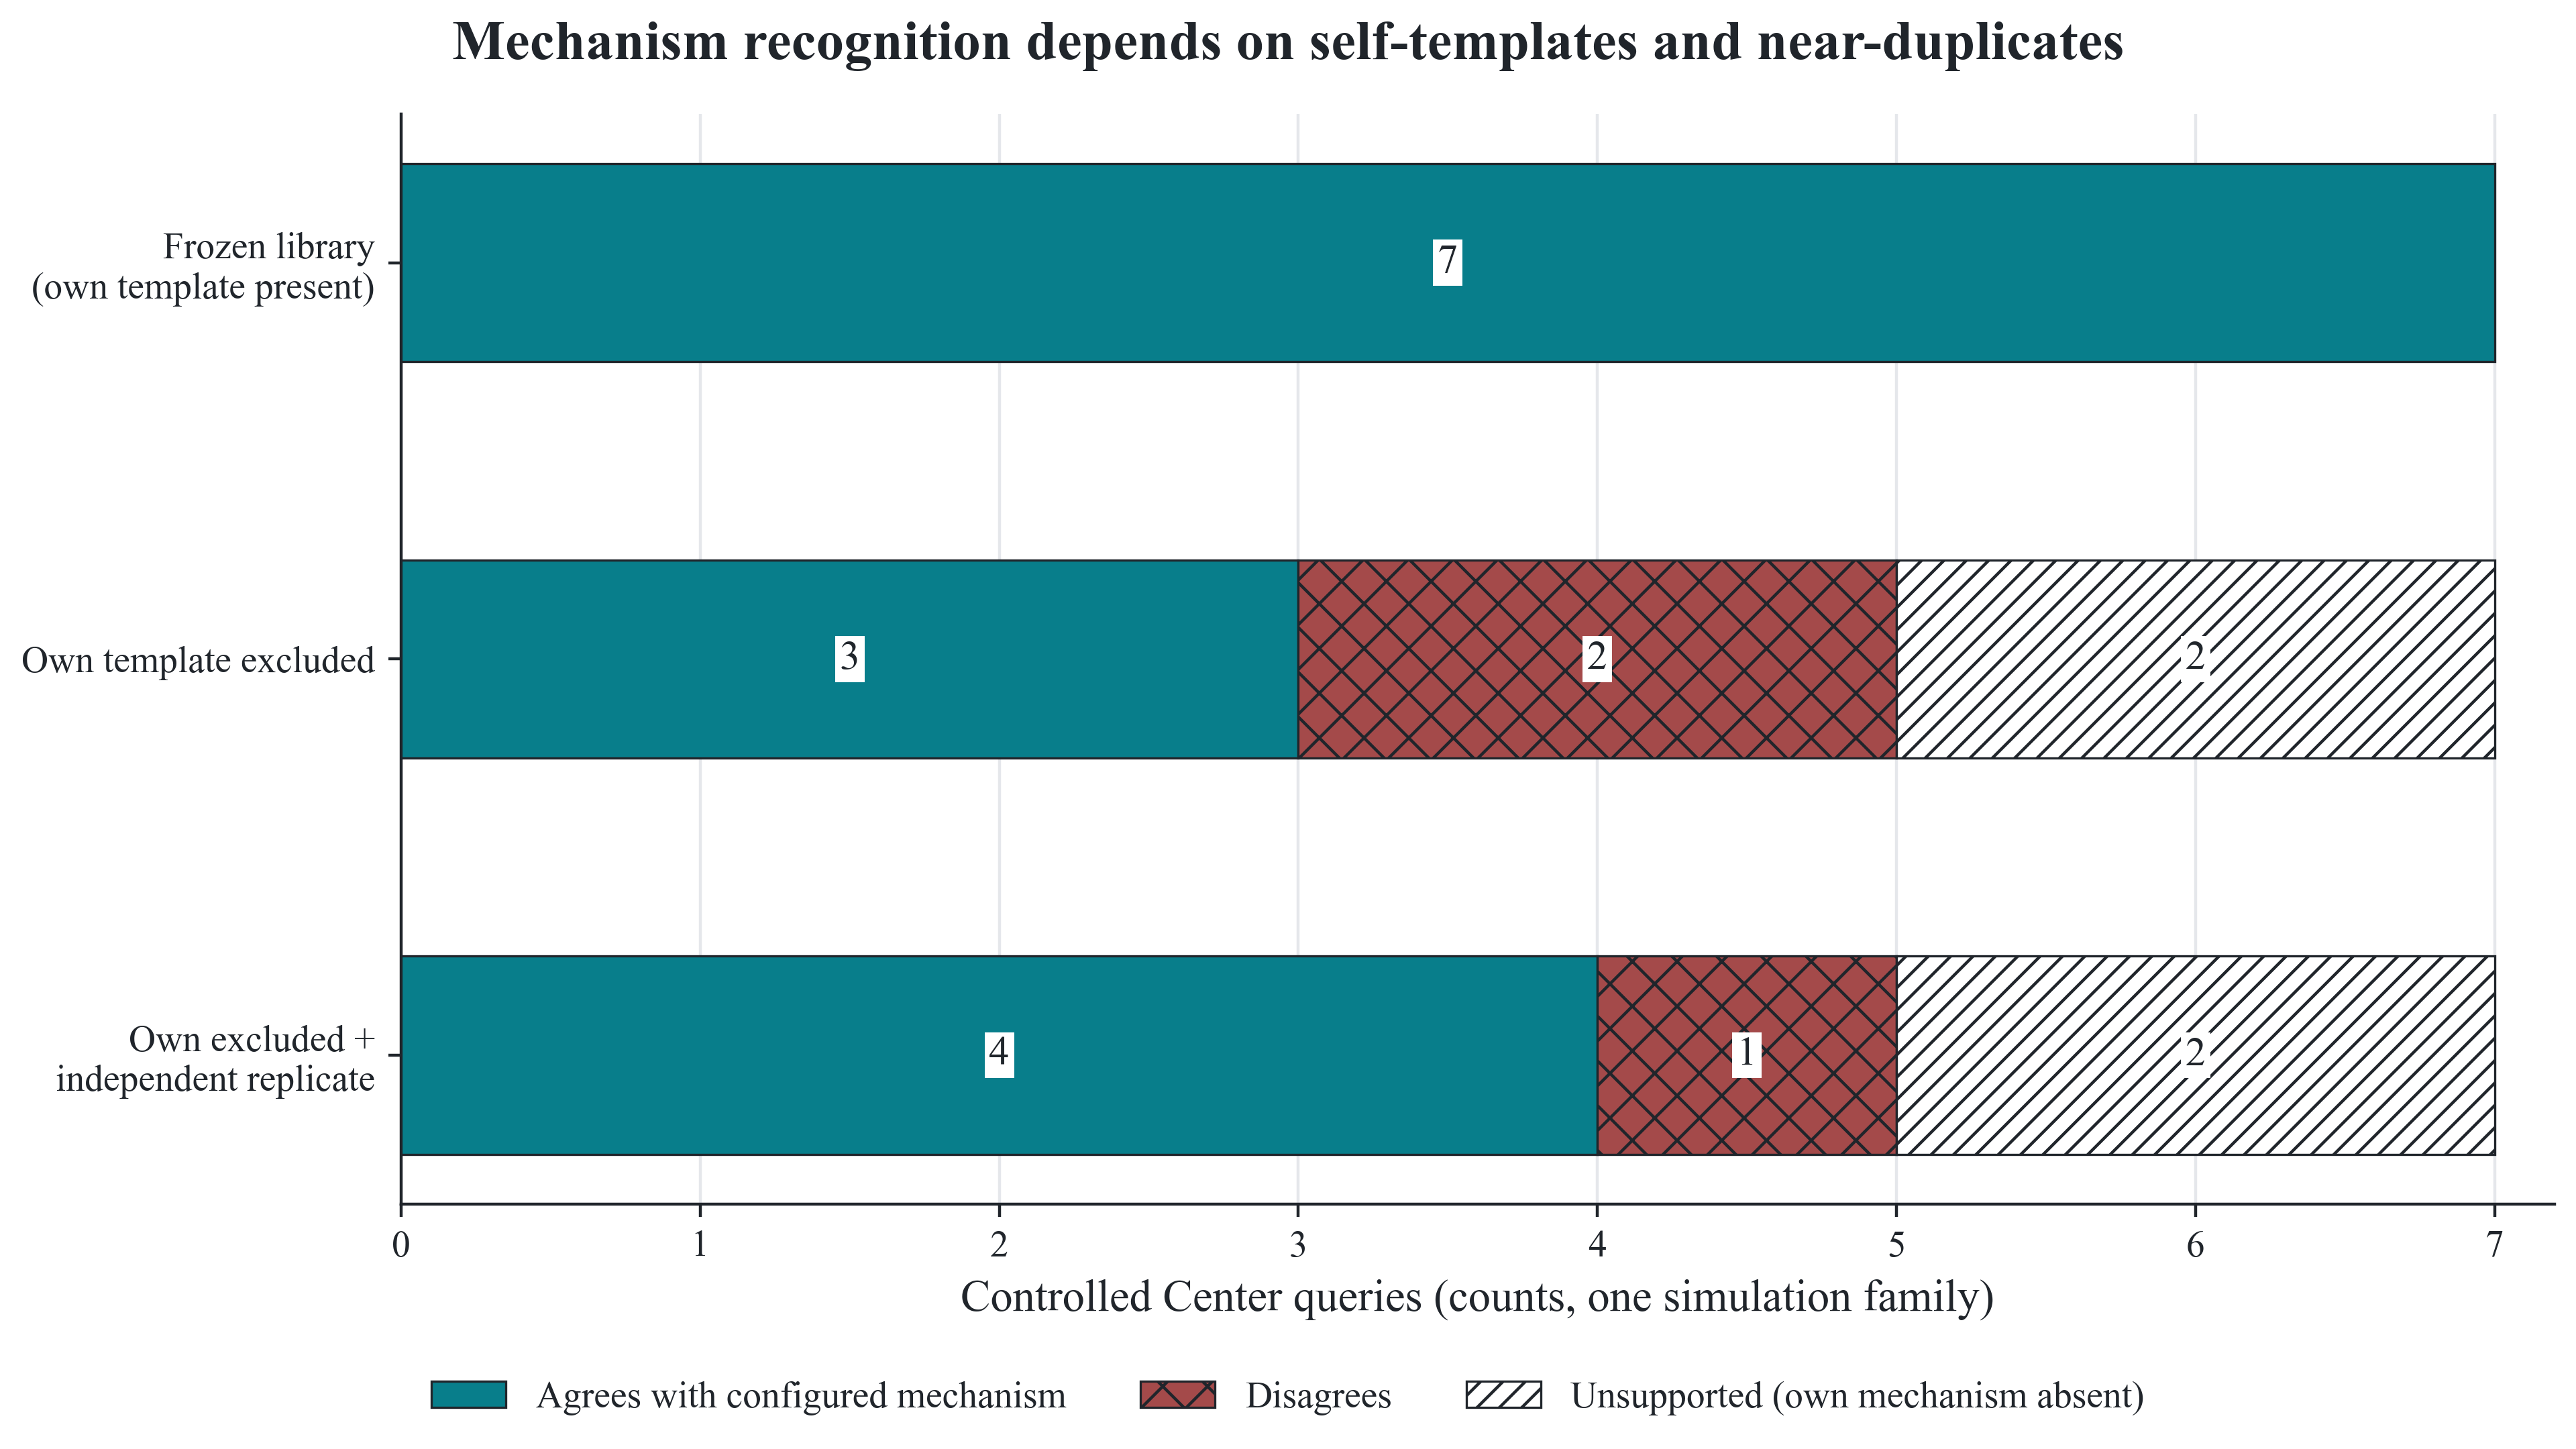 Mechanism recognition depends on self-templates and near-duplicates
Frozen library
(own template present)
7
Own template excluded
3
2
2
Own excluded +
independent replicate
4
1
2
0 1 2 3 4 5 6 7
Controlled Center queries (counts, one simulation family)
Agrees with configured mechanism
Disagrees
Unsupported (own mechanism absent)